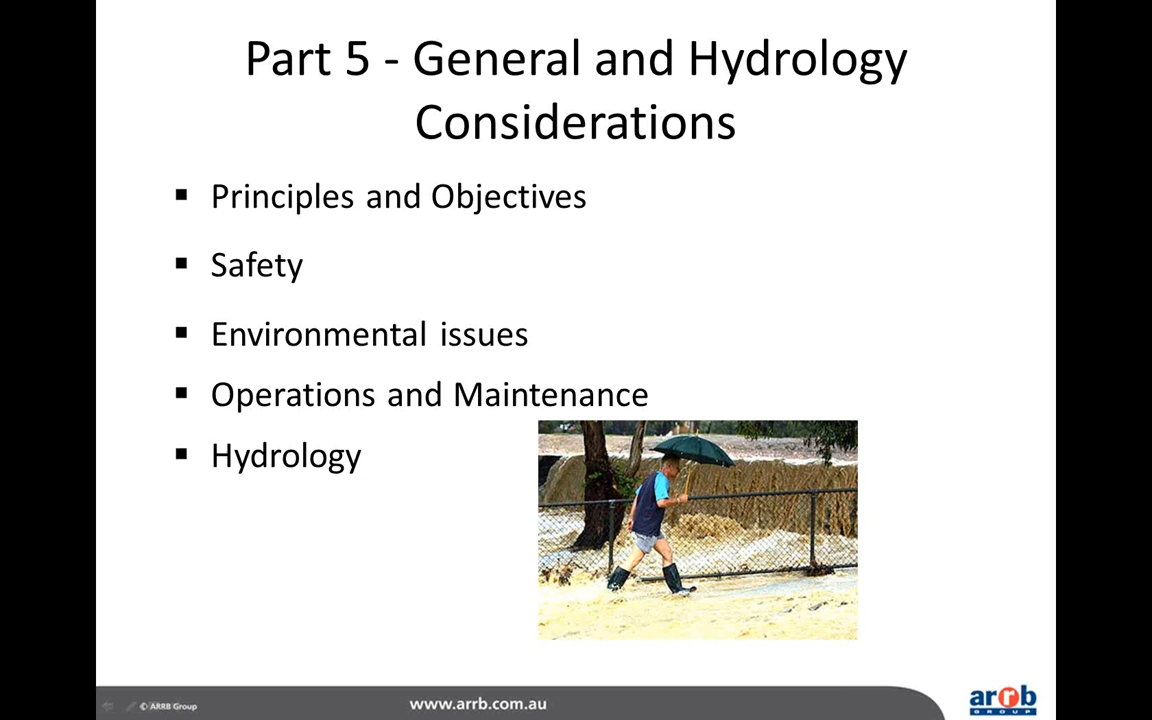 Part 5 - General and Hydrology
Considerations
▪ Principles and Objectives
▪ Safety
▪ Environmental issues
▪ Operations and Maintenance
▪ Hydrology
© ARRB Group
www.arrb.com.au
arrb
GROUP